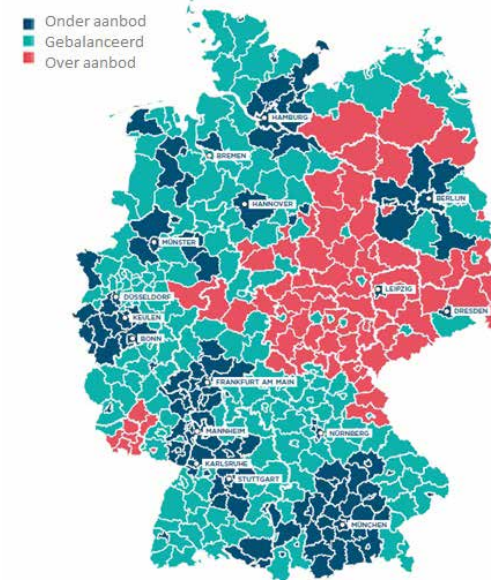 Onder aanbod
Gebalanceerd
Over aanbod
HAMBURG
BREMEN
HANNOVER
BERLIJN
MÜNSTER
LEIPZIG
DÜSSELDORF
DRESDEN
KEULEN
BONN
FRANKFURT AM MAIN
MANNHEIM
NÜRNBERG
KARLSRUHE
STUTTGART
MÜNCHEN